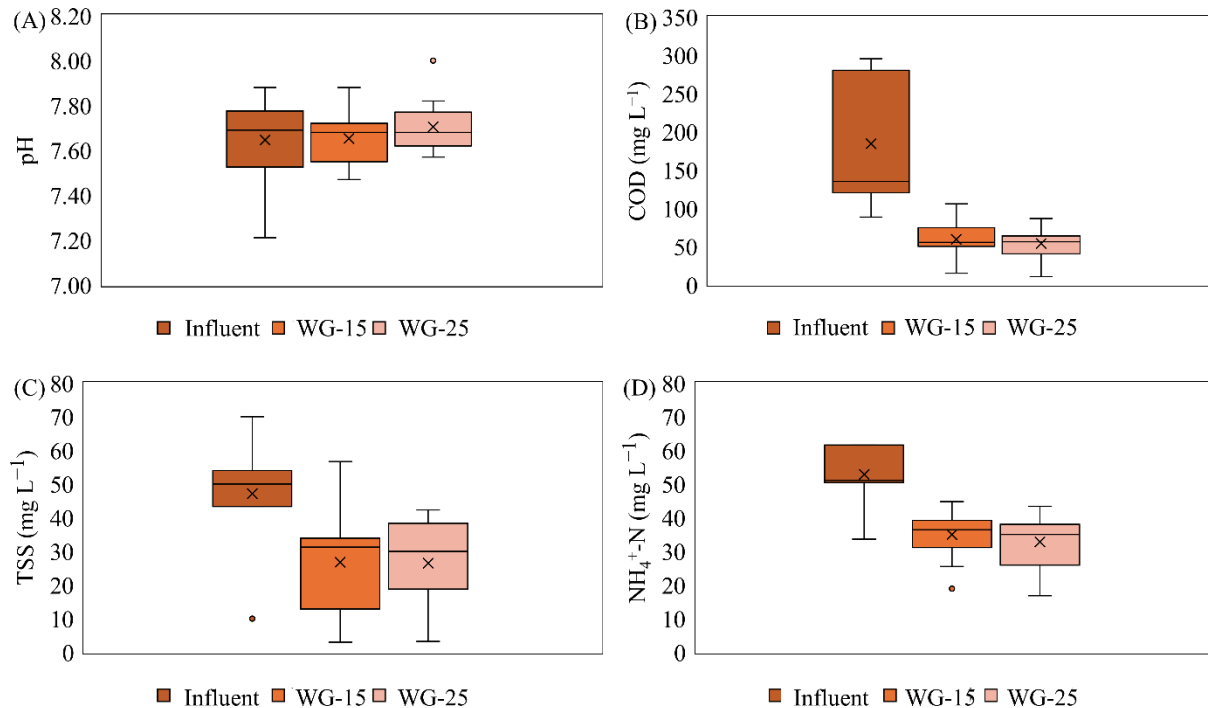 (A)
pH
8.20
8.00
7.80
7.60
7.40
7.20
7.00
Influent WG-15 WG-25
(B)
COD (mg L⁻¹)
350
300
250
200
150
100
50
0
Influent WG-15 WG-25
(C)
TSS (mg L⁻¹)
80
70
60
50
40
30
20
10
0
Influent WG-15 WG-25
(D)
NH₄⁺-N (mg L⁻¹)
80
70
60
50
40
30
20
10
0
Influent WG-15 WG-25